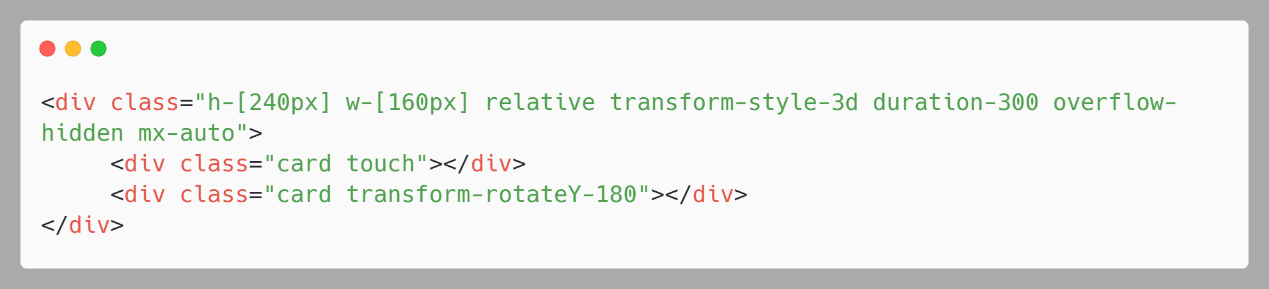 <div class="h-[240px] w-[160px] relative transform-style-3d duration-300 overflow-
hidden mx-auto">
     <div class="card touch"></div>
     <div class="card transform-rotateY-180"></div>
</div>